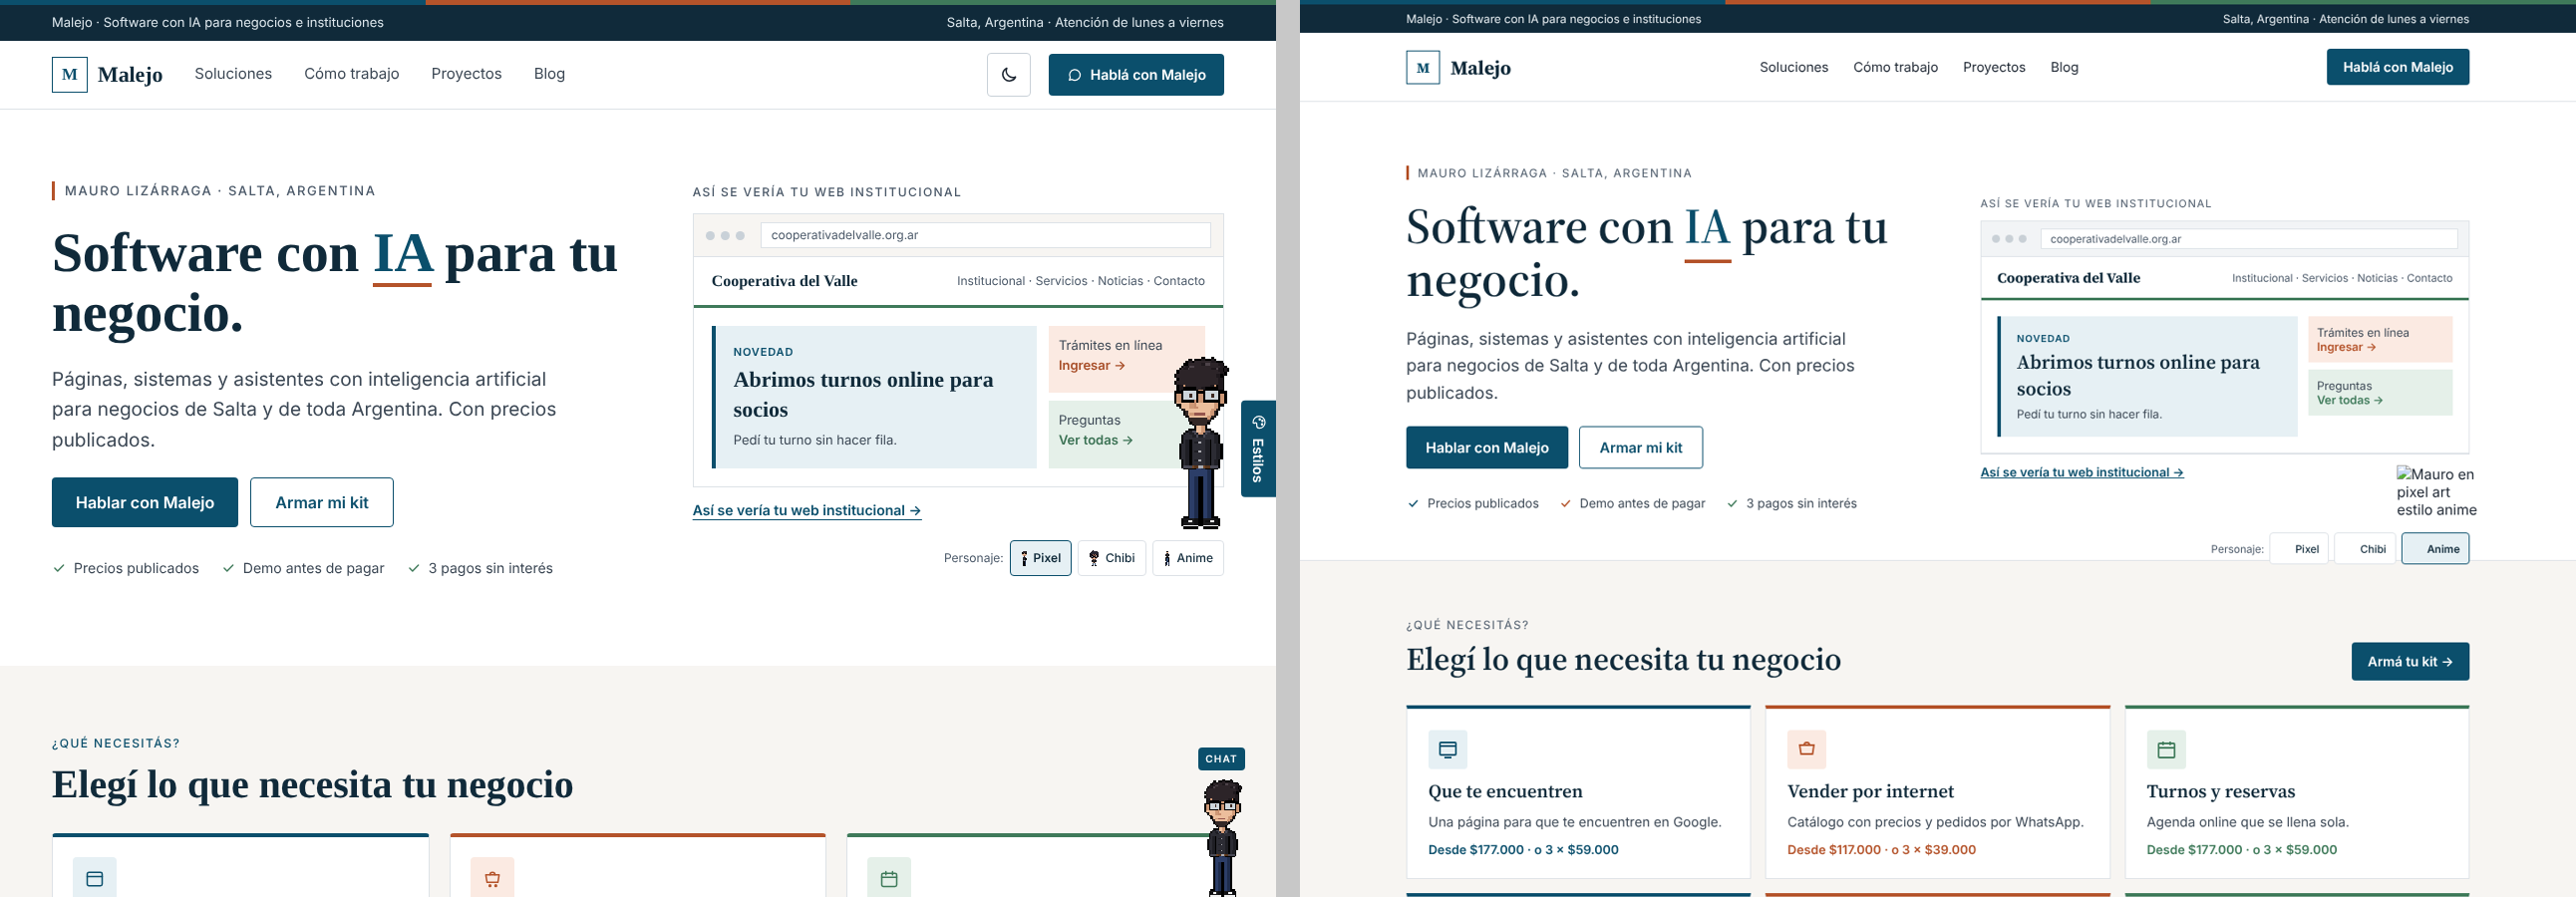 Malejo · Software con IA para negocios e instituciones
Salta, Argentina · Atención de lunes a viernes
M
Malejo
Soluciones
Cómo trabajo
Proyectos
Blog
Hablá con Malejo
MAURO LIZÁRRAGA · SALTA, ARGENTINA
Software con IA para tu
negocio.
Páginas, sistemas y asistentes con inteligencia artificial
para negocios de Salta y de toda Argentina. Con precios
publicados.
Hablar con Malejo
Armar mi kit
Precios publicados
Demo antes de pagar
3 pagos sin interés
ASÍ SE VERÍA TU WEB INSTITUCIONAL
cooperativadelvalle.org.ar
Cooperativa del Valle
Institucional · Servicios · Noticias · Contacto
NOVEDAD
Abrimos turnos online para
socios
Pedí tu turno sin hacer fila.
Trámites en línea
Ingresar →
Preguntas
Ver todas →
Así se vería tu web institucional →
Personaje:
Pixel
Chibi
Anime
Estilos
¿QUÉ NECESITÁS?
Elegí lo que necesita tu negocio
CHAT
Malejo · Software con IA para negocios e instituciones
Salta, Argentina · Atención de lunes a viernes
M
Malejo
Soluciones
Cómo trabajo
Proyectos
Blog
Hablá con Malejo
MAURO LIZÁRRAGA · SALTA, ARGENTINA
Software con IA para tu
negocio.
Páginas, sistemas y asistentes con inteligencia artificial
para negocios de Salta y de toda Argentina. Con precios
publicados.
Hablar con Malejo
Armar mi kit
Precios publicados
Demo antes de pagar
3 pagos sin interés
ASÍ SE VERÍA TU WEB INSTITUCIONAL
cooperativadelvalle.org.ar
Cooperativa del Valle
Institucional · Servicios · Noticias · Contacto
NOVEDAD
Abrimos turnos online para
socios
Pedí tu turno sin hacer fila.
Trámites en línea
Ingresar →
Preguntas
Ver todas →
Así se vería tu web institucional →
Mauro en
pixel art
estilo anime
Personaje:
Pixel
Chibi
Anime
¿QUÉ NECESITÁS?
Elegí lo que necesita tu negocio
Armá tu kit →
Que te encuentren
Una página para que te encuentren en Google.
Desde $177.000 · o 3 × $59.000
Vender por internet
Catálogo con precios y pedidos por WhatsApp.
Desde $117.000 · o 3 × $39.000
Turnos y reservas
Agenda online que se llena sola.
Desde $177.000 · o 3 × $59.000